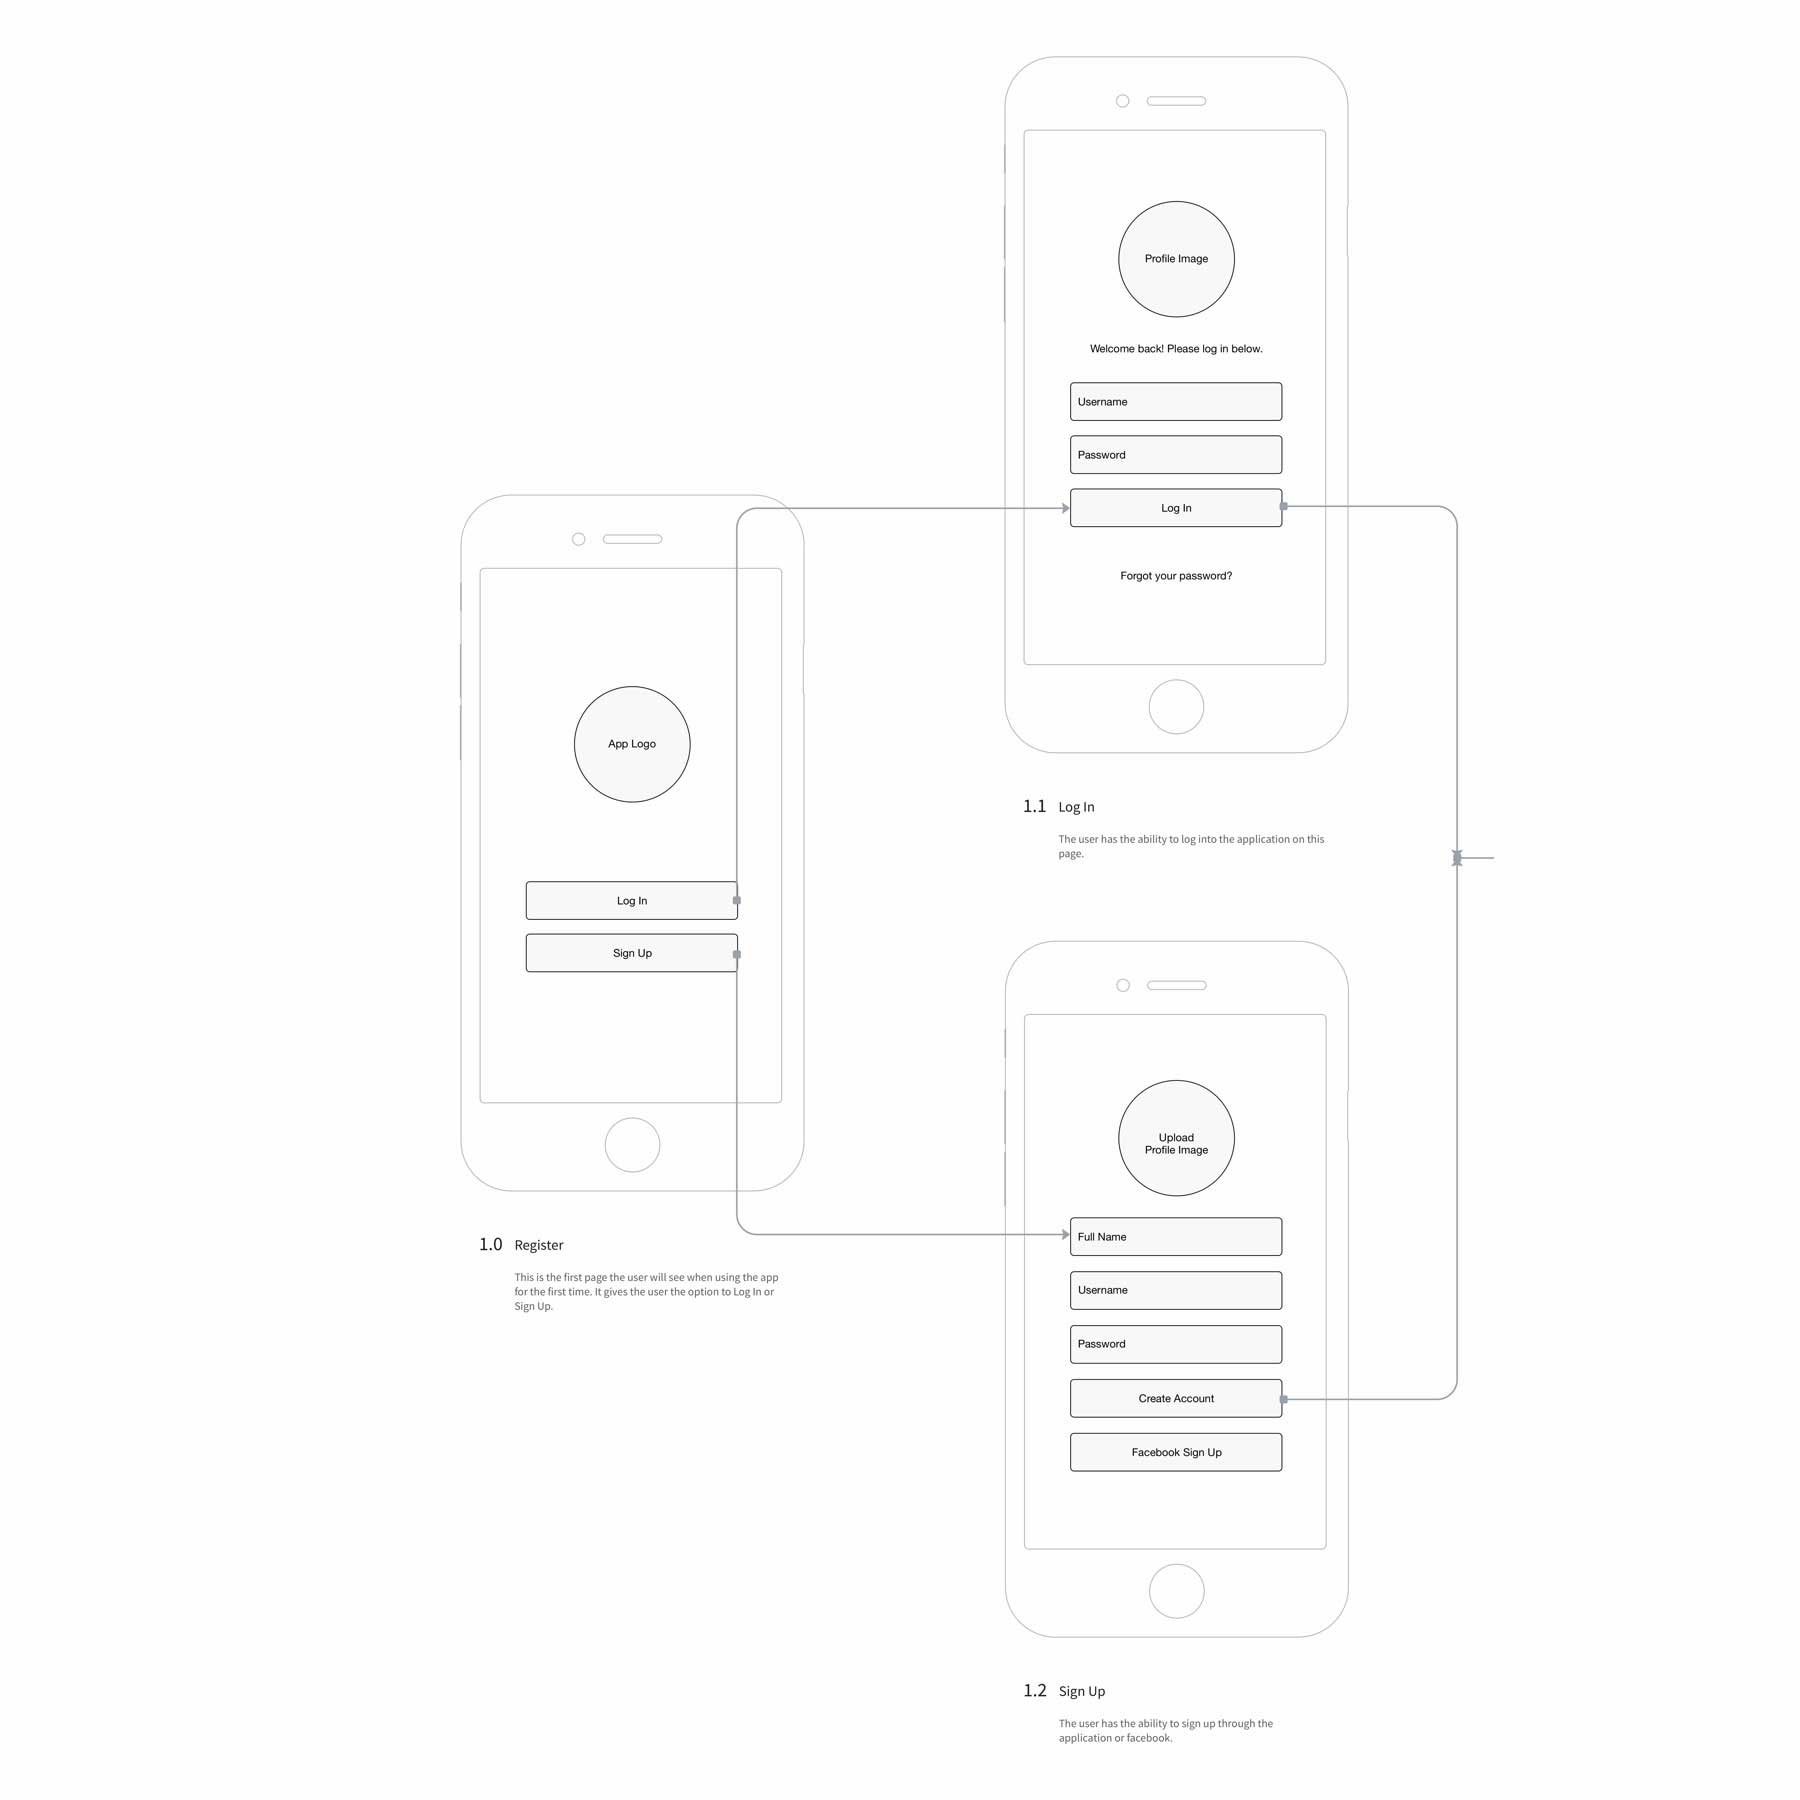 App Logo
Log In
Sign Up
1.0 Register
This is the first page the user will see when using the app
for the first time. It gives the user the option to Log In or
Sign Up.
Profile Image
Welcome back! Please log in below.
Username
Password
Log In
Forgot your password?
1.1 Log In
The user has the ability to log into the application on this
page.
Upload
Profile Image
Full Name
Username
Password
Create Account
Facebook Sign Up
1.2 Sign Up
The user has the ability to sign up through the
application or facebook.